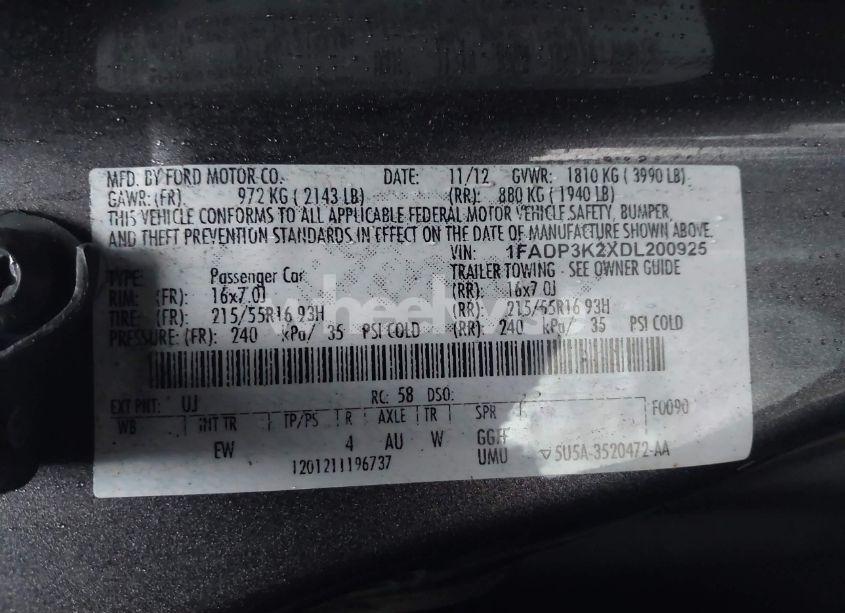 MFD. BY FORD MOTOR CO. DATE: 11/12 GVWR: 1810 KG ( 3990 LB)
GAWR: (FR) 972 KG ( 2143 LB) (RR): 880 KG ( 1940 LB)
THIS VEHICLE CONFORMS TO ALL APPLICABLE FEDERAL MOTOR VEHICLE SAFETY, BUMPER,
AND THEFT PREVENTION STANDARDS IN EFFECT ON THE DATE OF MANUFACTURE SHOWN ABOVE.
VIN: 1FADP3K2XDL200925
TYPE: Passenger Car TRAILER TOWING - SEE OWNER GUIDE
RIM: (FR): 16x7.0J (RR): 16x7.0J
TIRE: (FR): 215/55R16 93H (RR): 215/55R16 93H
PRESSURE: (FR): 240 kPa/ 35 PSI COLD (RR): 240 kPa/ 35 PSI COLD
EXT PNT: UJ RC: 58 DSO: F0090
WB INT TR TP/PS R AXLE TR SPR
EW 4 AU W GGFF
1201211196737 UMU 5U5A-3520472-AA